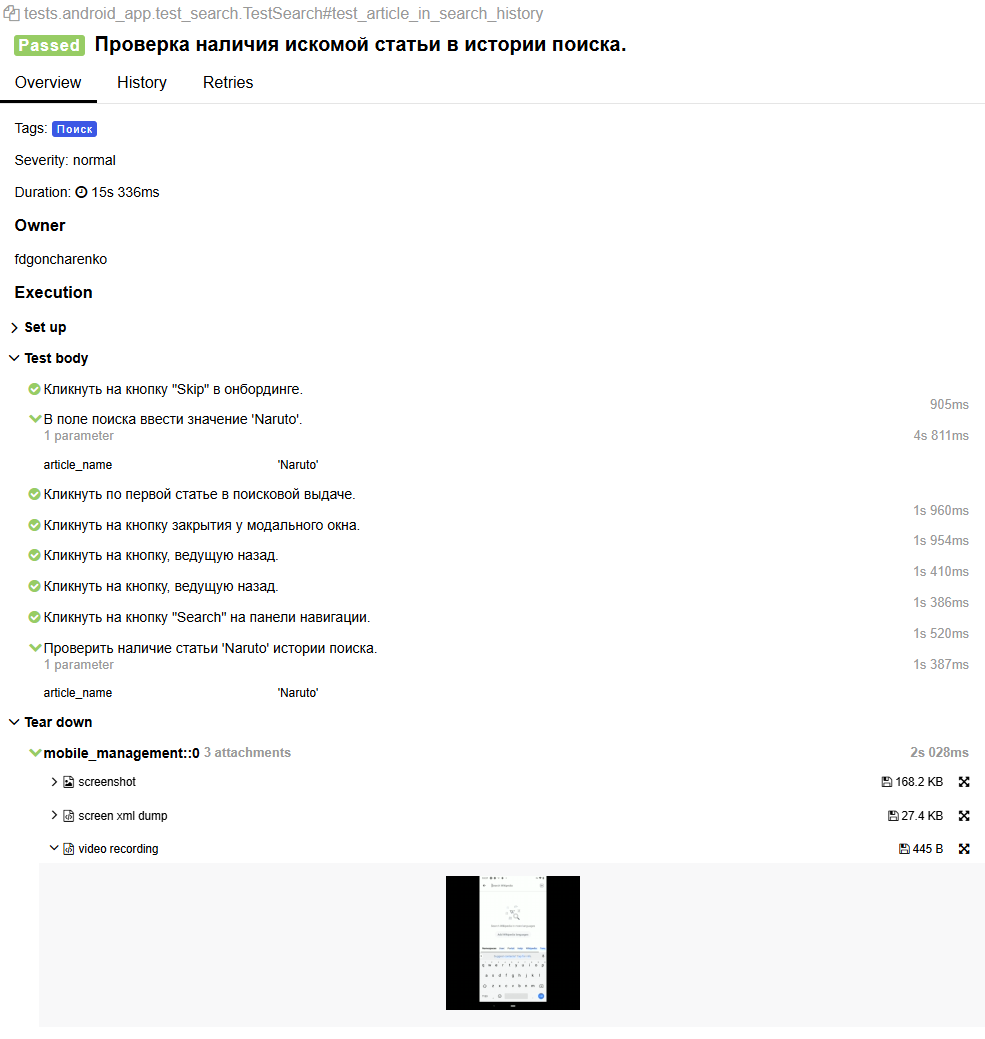 tests.android_app.test_search.TestSearch#test_article_in_search_history
Passed Проверка наличия искомой статьи в истории поиска.
Overview History Retries
Tags: Поиск
Severity: normal
Duration: 15s 336ms
Owner
fdgoncharenko
Execution
Set up
Test body
Кликнуть на кнопку "Skip" в онбординге.
905ms
В поле поиска ввести значение 'Naruto'.
1 parameter 4s 811ms
article_name 'Naruto'
Кликнуть по первой статье в поисковой выдаче.
1s 960ms
Кликнуть на кнопку закрытия у модального окна.
1s 954ms
Кликнуть на кнопку, ведущую назад.
1s 410ms
Кликнуть на кнопку, ведущую назад.
1s 386ms
Кликнуть на кнопку "Search" на панели навигации.
1s 520ms
Проверить наличие статьи 'Naruto' истории поиска.
1 parameter 1s 387ms
article_name 'Naruto'
Tear down
mobile_management::0 3 attachments 2s 028ms
screenshot 168.2 KB
screen xml dump 27.4 KB
video recording 445 B